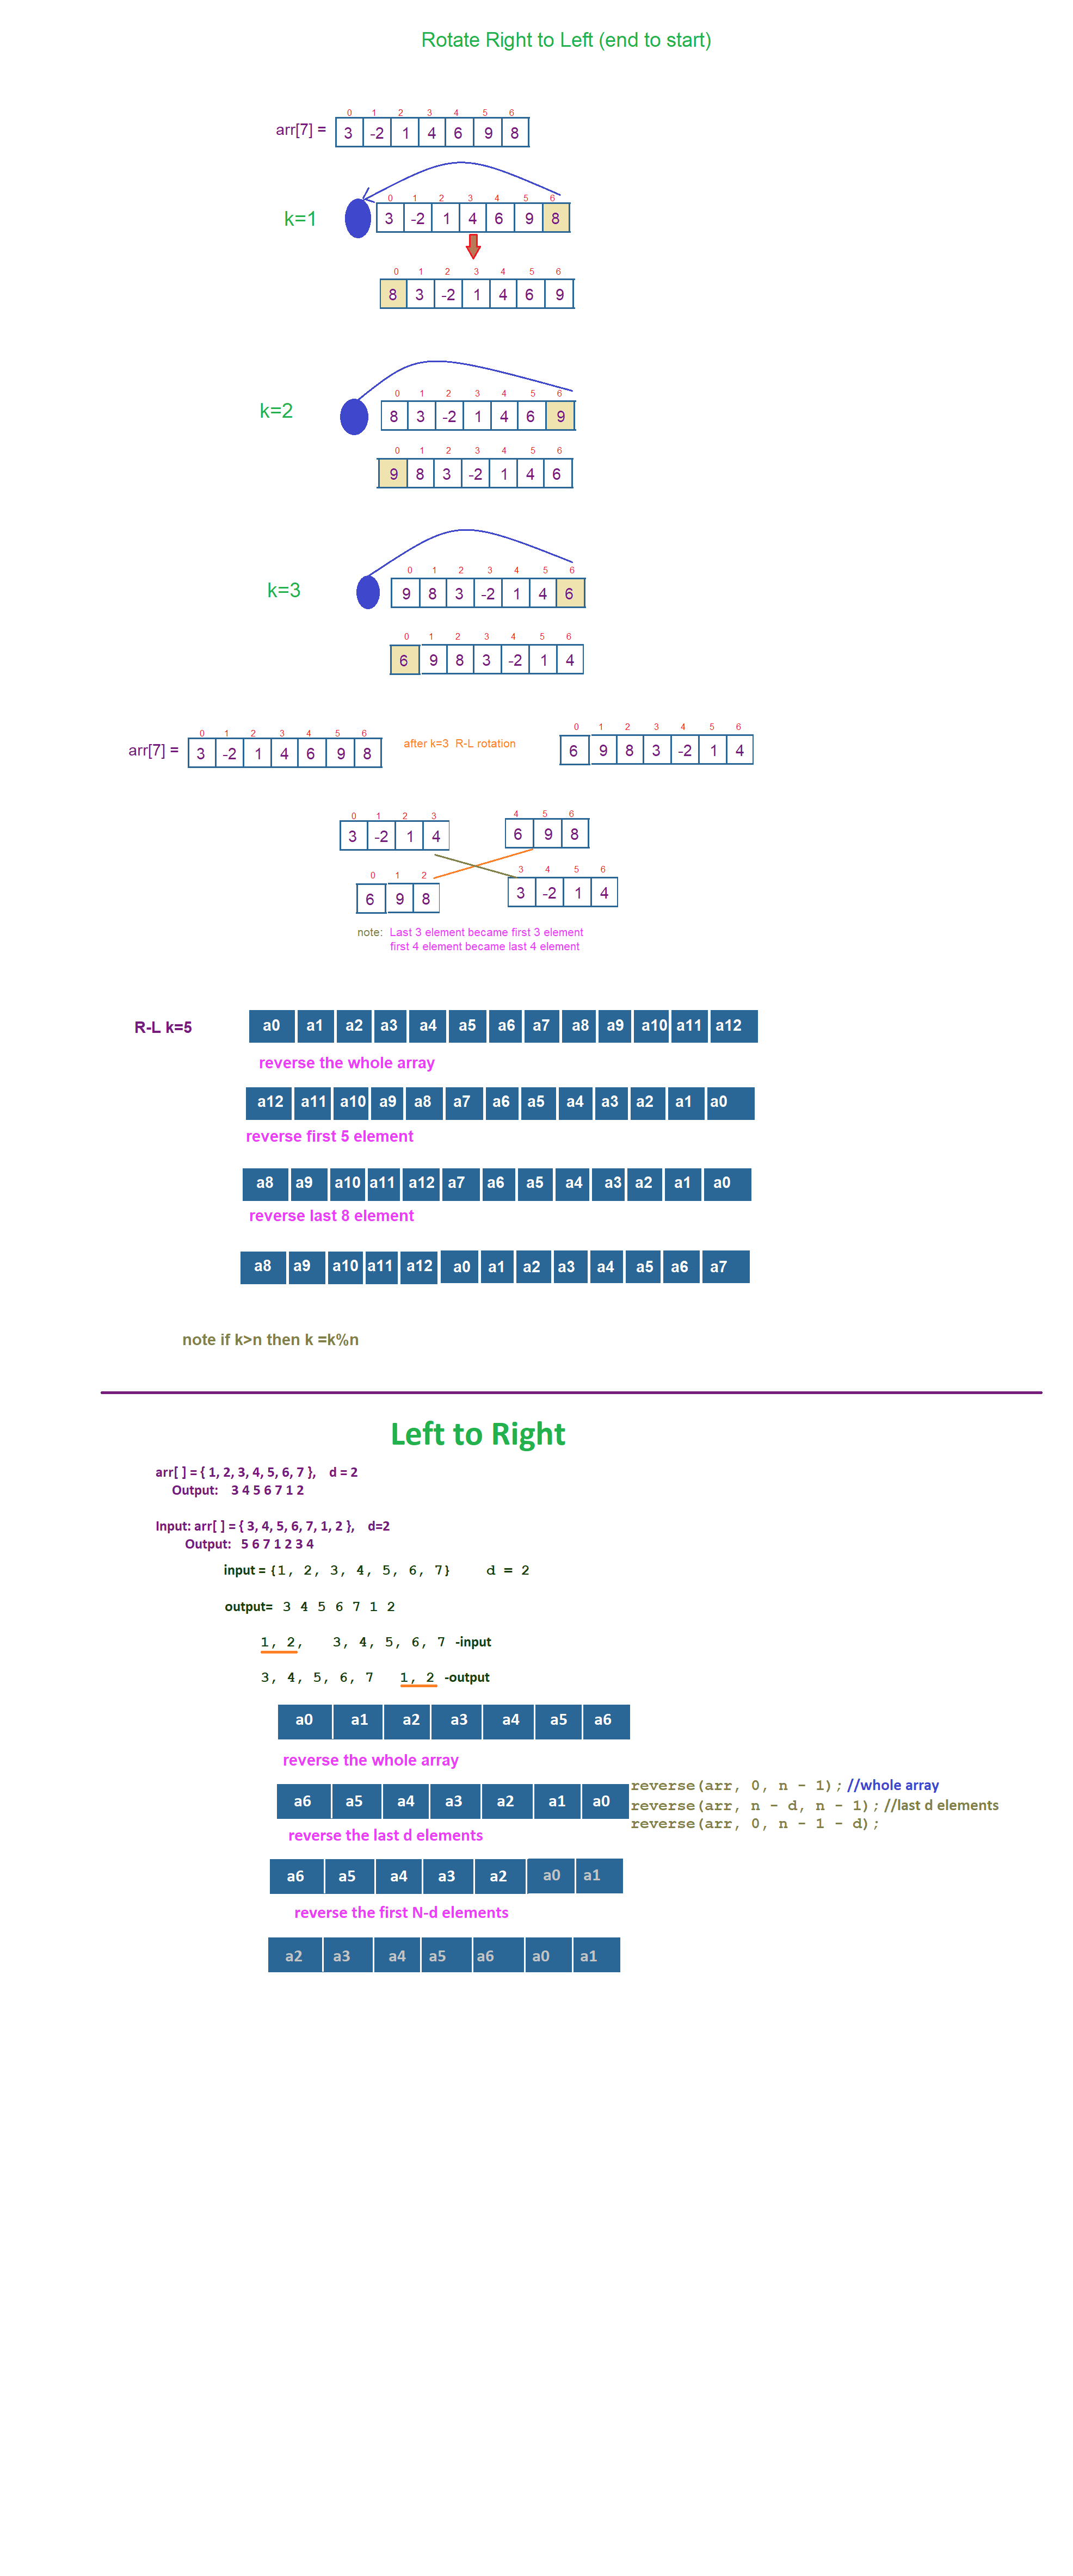 Rotate Right to Left (end to start)
0 1 2 3 4 5 6
arr[7] = 3 -2 1 4 6 9 8
0 1 2 3 4 5 6
k=1 3 -2 1 4 6 9 8
0 1 2 3 4 5 6
8 3 -2 1 4 6 9
0 1 2 3 4 5 6
k=2 8 3 -2 1 4 6 9
0 1 2 3 4 5 6
9 8 3 -2 1 4 6
0 1 2 3 4 5 6
k=3 9 8 3 -2 1 4 6
0 1 2 3 4 5 6
6 9 8 3 -2 1 4
0 1 2 3 4 5 6 0 1 2 3 4 5 6
arr[7] = 3 -2 1 4 6 9 8 after k=3 R-L rotation 6 9 8 3 -2 1 4
0 1 2 3 4 5 6
3 -2 1 4 6 9 8
0 1 2 3 4 5 6
6 9 8 3 -2 1 4
note: Last 3 element became first 3 element
first 4 element became last 4 element
R-L k=5 a0 a1 a2 a3 a4 a5 a6 a7 a8 a9 a10 a11 a12
reverse the whole array
a12 a11 a10 a9 a8 a7 a6 a5 a4 a3 a2 a1 a0
reverse first 5 element
a8 a9 a10 a11 a12 a7 a6 a5 a4 a3 a2 a1 a0
reverse last 8 element
a8 a9 a10 a11 a12 a0 a1 a2 a3 a4 a5 a6 a7
note if k>n then k =k%n
Left to Right
arr[ ] = { 1, 2, 3, 4, 5, 6, 7 }, d = 2
Output: 3 4 5 6 7 1 2
Input: arr[ ] = { 3, 4, 5, 6, 7, 1, 2 }, d=2
Output: 5 6 7 1 2 3 4
input = {1, 2, 3, 4, 5, 6, 7} d = 2
output= 3 4 5 6 7 1 2
1, 2, 3, 4, 5, 6, 7 -input
3, 4, 5, 6, 7 1, 2 -output
a0 a1 a2 a3 a4 a5 a6
reverse the whole array
reverse(arr, 0, n - 1); //whole array
a6 a5 a4 a3 a2 a1 a0 reverse(arr, n - d, n - 1); //last d elements
reverse(arr, 0, n - 1 - d);
reverse the last d elements
a6 a5 a4 a3 a2 a0 a1
reverse the first N-d elements
a2 a3 a4 a5 a6 a0 a1